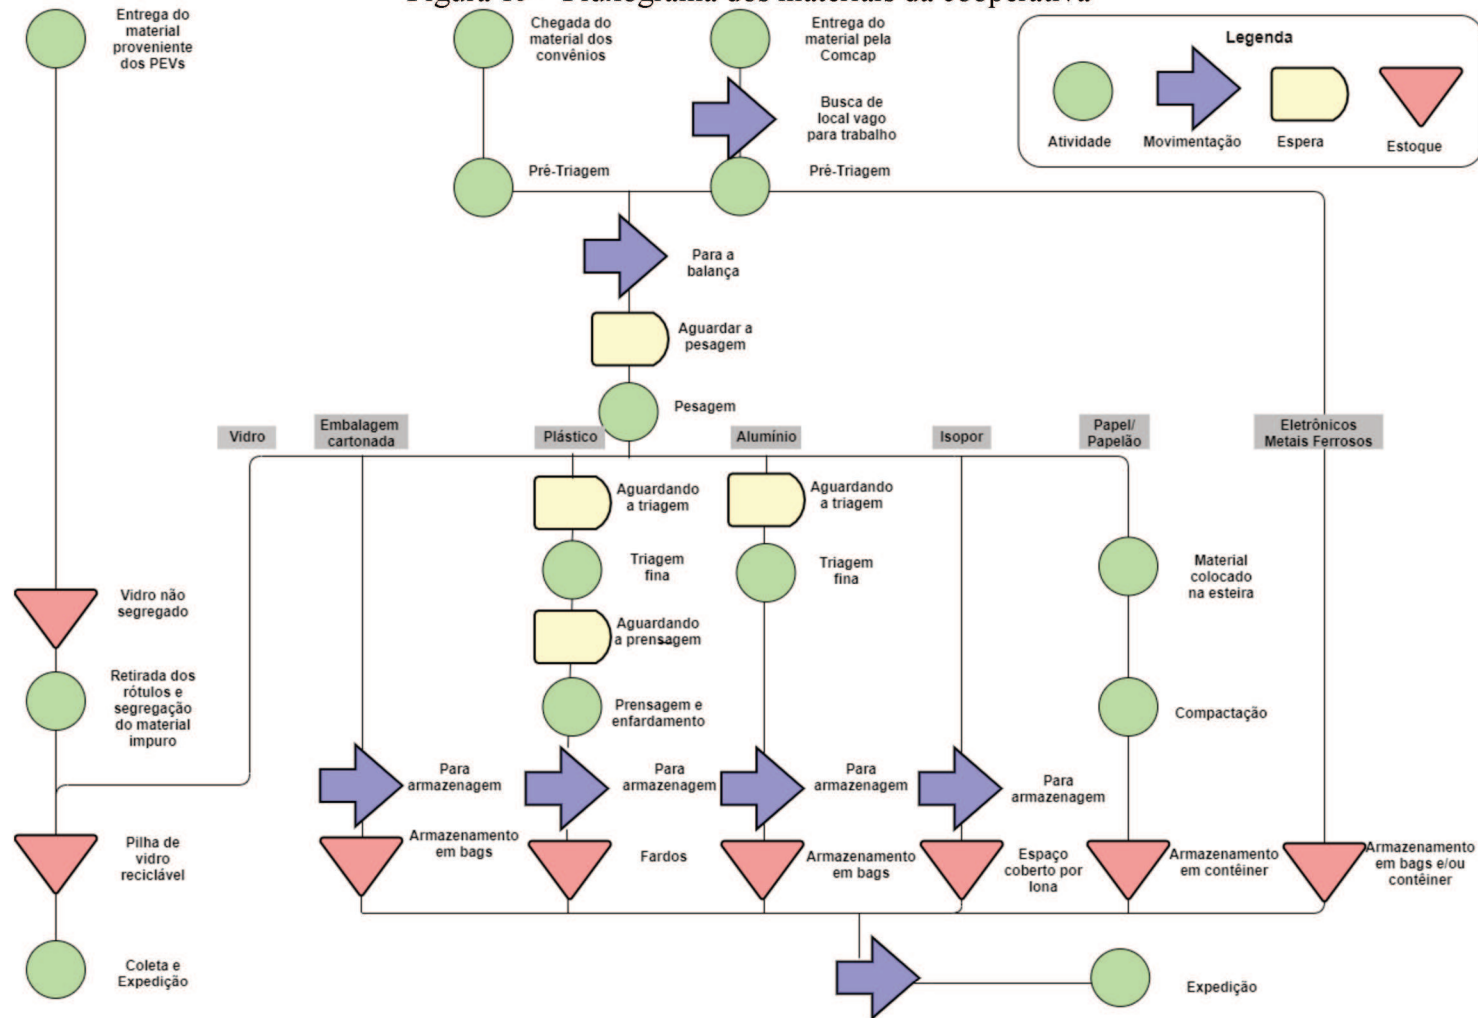 Figura – Fluxograma dos materiais da cooperativa
Entrega do
material
proveniente
dos PEVs
Chegada do
material dos
convênios
Entrega do
material pela
Comcap
Legenda
Atividade
Movimentação
Espera
Estoque
Busca de
local vago
para trabalho
Pré-Triagem
Pré-Triagem
Para a
balança
Aguardar a
pesagem
Pesagem
Vidro
Embalagem
cartonada
Plástico
Alumínio
Isopor
Papel/
Papelão
Eletrônicos
Metais Ferrosos
Aguardando
a triagem
Aguardando
a triagem
Triagem
fina
Triagem
fina
Material
colocado
na esteira
Vidro não
segregado
Aguardando
a prensagem
Retirada dos
rótulos e
segregação
do material
impuro
Prensagem e
enfardamento
Compactação
Para
armazenagem
Para
armazenagem
Para
armazenagem
Para
armazenagem
Pilha de
vidro
reciclável
Armazenamento
em bags
Fardos
Armazenamento
em bags
Espaço
coberto por
lona
Armazenamento
em contêiner
Armazenamento
em bags e/ou
contêiner
Coleta e
Expedição
Expedição